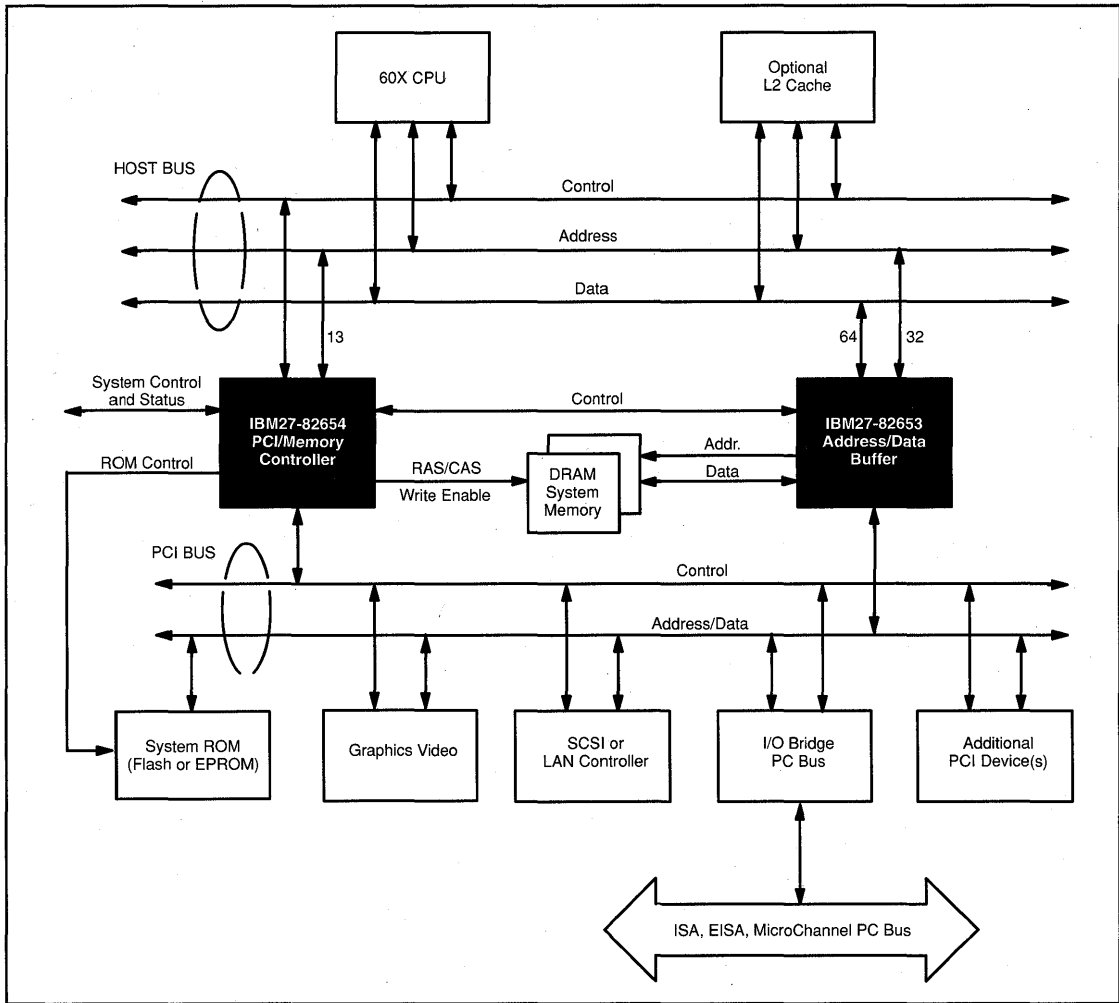 60X CPU
Optional
L2 Cache
HOST BUS
Control
Address
Data
13
64
32
System Control
and Status
IBM27-82654
PCI/Memory
Controller
Control
IBM27-82653
Address/Data
Buffer
ROM Control
RAS/CAS
Write Enable
DRAM
System
Memory
Addr.
Data
PCI BUS
Control
Address/Data
System ROM
(Flash or EPROM)
Graphics Video
SCSI or
LAN Controller
I/O Bridge
PC Bus
Additional
PCI Device(s)
ISA, EISA, MicroChannel PC Bus